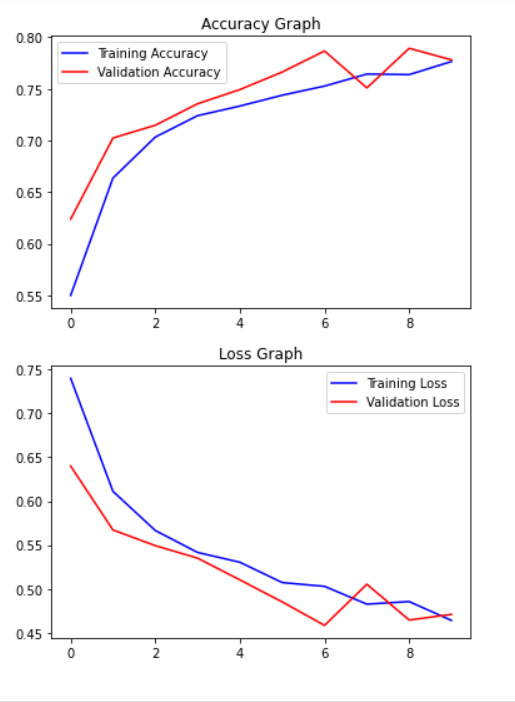 Accuracy Graph
0.80
Training Accuracy
Validation Accuracy
0.75
0.70
0.65
0.60
0.55
0 2 4 6 8
Loss Graph
0.75
Training Loss
Validation Loss
0.70
0.65
0.60
0.55
0.50
0.45
0 2 4 6 8